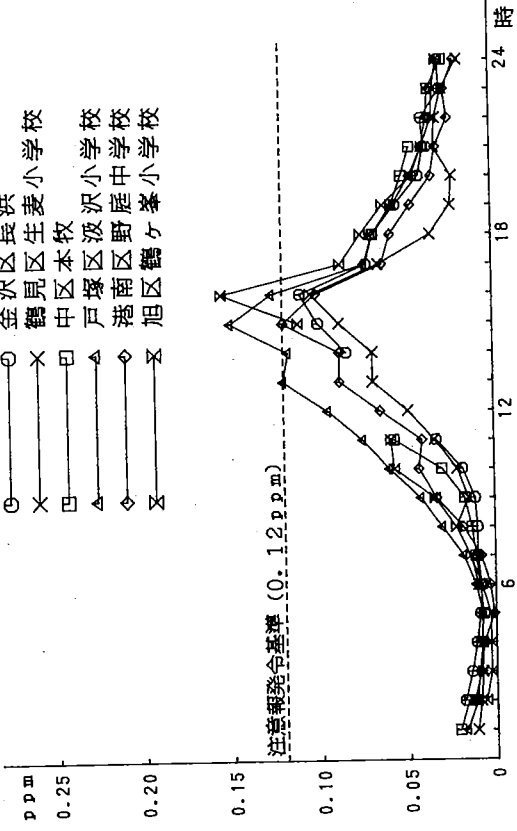 金沢区長浜
鶴見区生麦小学校
中区本牧
戸塚区汲沢小学校
港南区野庭中学校
旭区鶴ヶ峯小学校
ppm
0.25
0.20
0.15
0.10
0.05
0
注意報発令基準(0.12ppm)
6
12
18
24
時